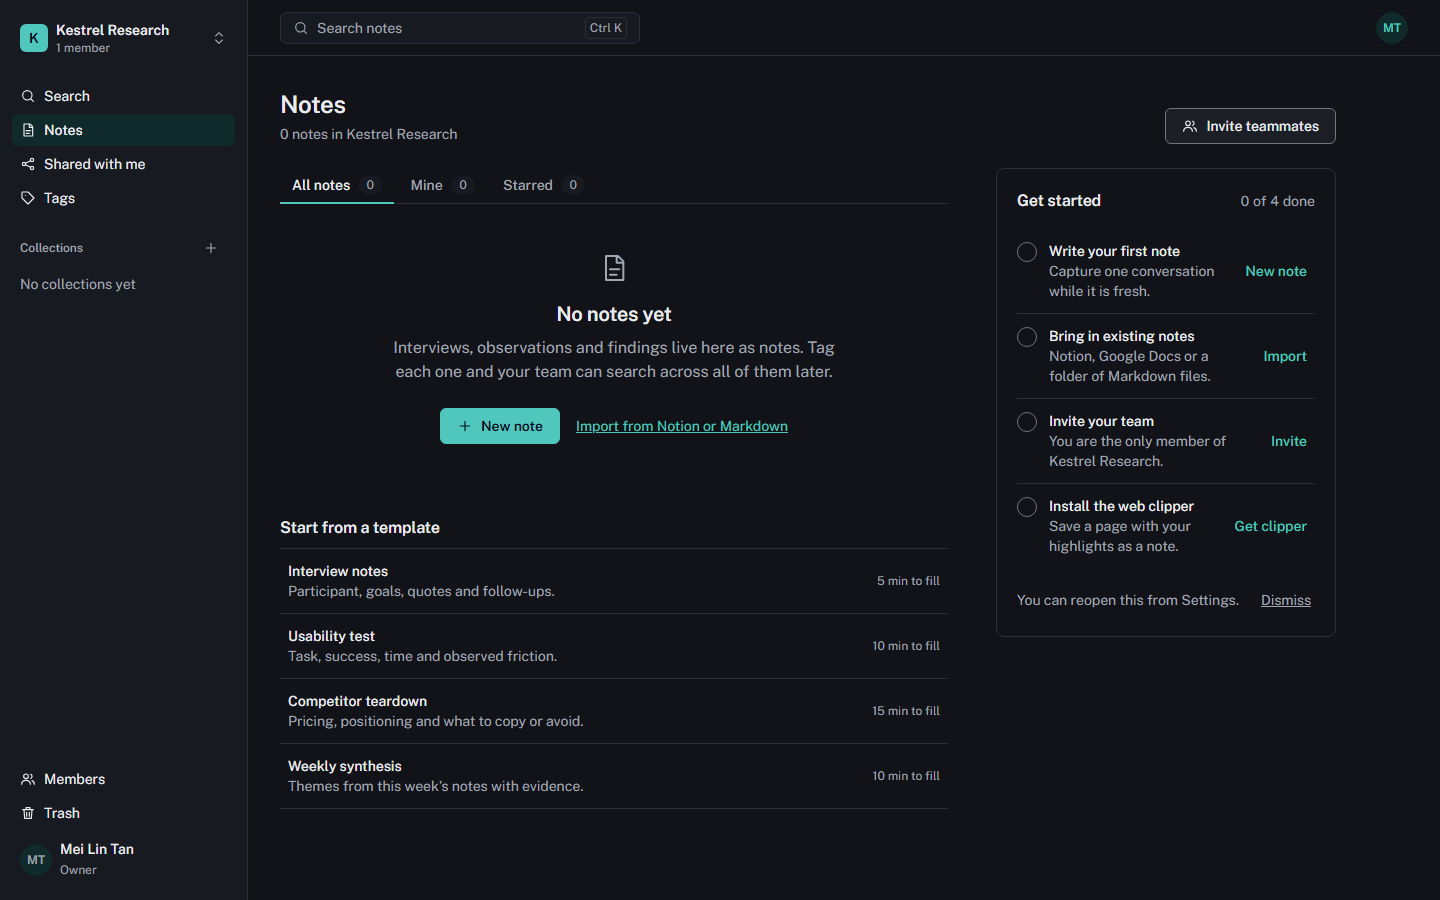 K
Kestrel Research
1 member
Search
Notes
Shared with me
Tags
Collections
No collections yet
Members
Trash
MT
Mei Lin Tan
Owner
Search notes
Ctrl K
MT
Notes
0 notes in Kestrel Research
Invite teammates
All notes 0
Mine 0
Starred 0
No notes yet
Interviews, observations and findings live here as notes. Tag
each one and your team can search across all of them later.
New note
Import from Notion or Markdown
Start from a template
Interview notes
Participant, goals, quotes and follow-ups.
5 min to fill
Usability test
Task, success, time and observed friction.
10 min to fill
Competitor teardown
Pricing, positioning and what to copy or avoid.
15 min to fill
Weekly synthesis
Themes from this week’s notes with evidence.
10 min to fill
Get started
0 of 4 done
Write your first note
Capture one conversation
while it is fresh.
New note
Bring in existing notes
Notion, Google Docs or a
folder of Markdown files.
Import
Invite your team
You are the only member of
Kestrel Research.
Invite
Install the web clipper
Save a page with your
highlights as a note.
Get clipper
You can reopen this from Settings.
Dismiss